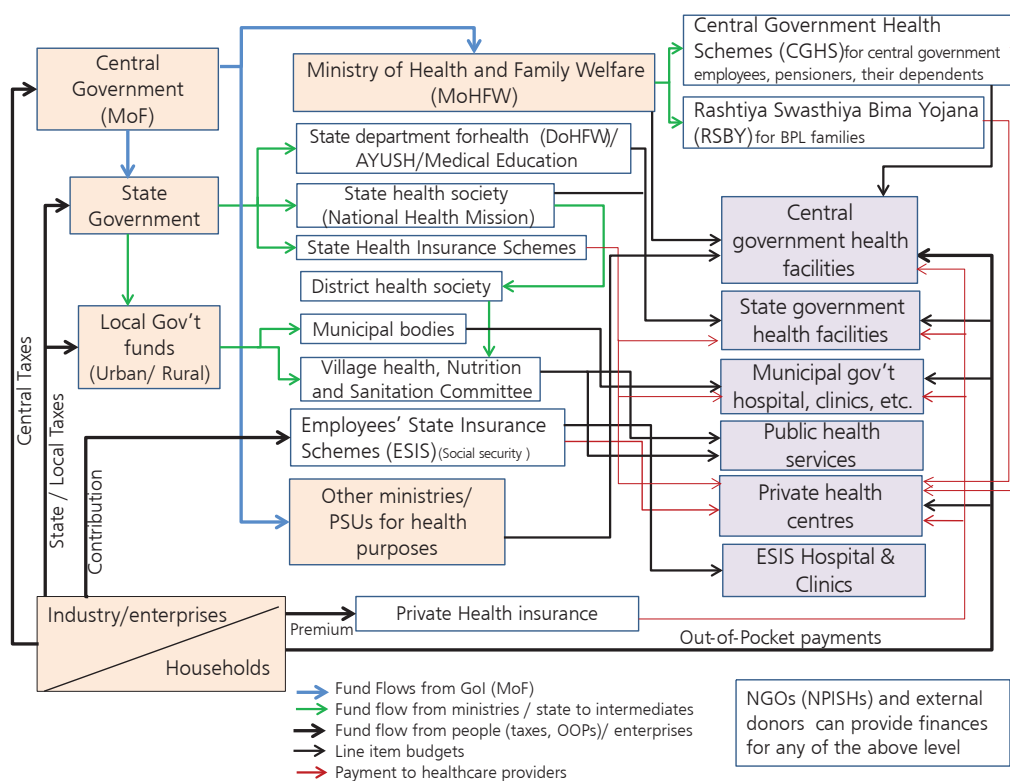 Central
Government
(MoF)
Ministry of Health and Family Welfare
(MoHFW)
Central Government Health
Schemes (CGHS)for central government
employees, pensioners, their dependents
Rashtiya Swasthiya Bima Yojana
(RSBY)for BPL families
State department forhealth (DoHFW)/
AYUSH/Medical Education
State
Government
State health society
(National Health Mission)
State Health Insurance Schemes
Central
government health
facilities
District health society
Local Gov't
funds
(Urban/ Rural)
Municipal bodies
State government
health facilities
Village health, Nutrition
and Sanitation Committee
Municipal gov't
hospital, clinics, etc.
Employees' State Insurance
Schemes (ESIS)(Social security )
Public health
services
Other ministries/
PSUs for health
purposes
Private health
centres
ESIS Hospital &
Clinics
Central Taxes
State / Local Taxes
Contribution
Industry/enterprises
Households
Premium
Private Health insurance
Out-of-Pocket payments
Fund Flows from GoI (MoF)
Fund flow from ministries / state to intermediates
Fund flow from people (taxes, OOPs)/ enterprises
Line item budgets
Payment to healthcare providers
NGOs (NPISHs) and external
donors can provide finances
for any of the above level